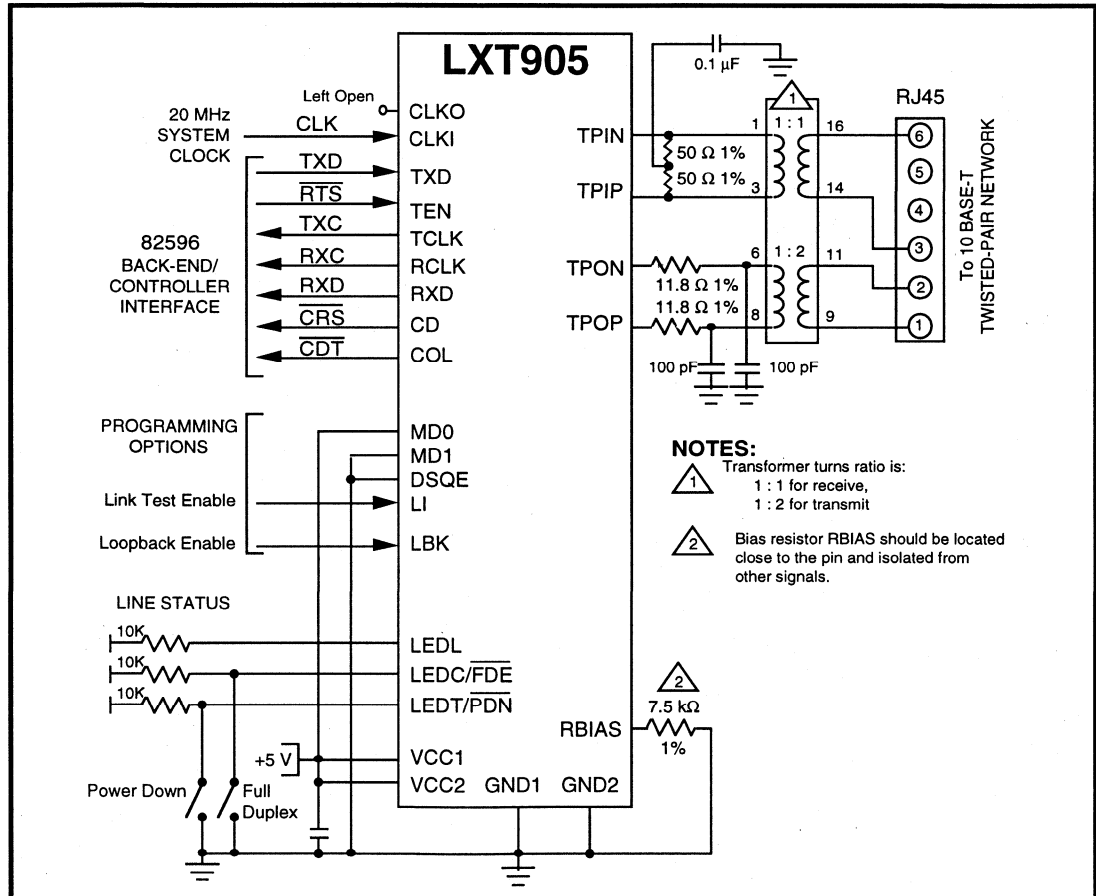 LXT905
Left Open
20 MHz
SYSTEM
CLOCK
CLK
CLKO
CLKI
TXD
TXD
RTS
TEN
TXC
TCLK
82596
BACK-END/
CONTROLLER
INTERFACE
RXC
RCLK
RXD
RXD
CRS
CD
CDT
COL
PROGRAMMING
OPTIONS
MD0
MD1
DSQE
Link Test Enable
LI
Loopback Enable
LBK
LINE STATUS
10K
LEDL
10K
LEDC/FDE
10K
LEDT/PDN
+5 V
VCC1
VCC2
Power Down
Full
Duplex
GND1
GND2
TPIN
TPIP
TPON
TPOP
RBIAS
0.1 µF
50 Ω 1%
50 Ω 1%
11.8 Ω 1%
11.8 Ω 1%
100 pF
100 pF
1
1
1 : 1
16
3
14
6
1 : 2
11
8
9
RJ45
6
5
4
3
2
1
To 10 BASE-T
TWISTED-PAIR NETWORK
2
7.5 kΩ
1%
NOTES:
1
Transformer turns ratio is:
1 : 1 for receive,
1 : 2 for transmit
2
Bias resistor RBIAS should be located
close to the pin and isolated from
other signals.